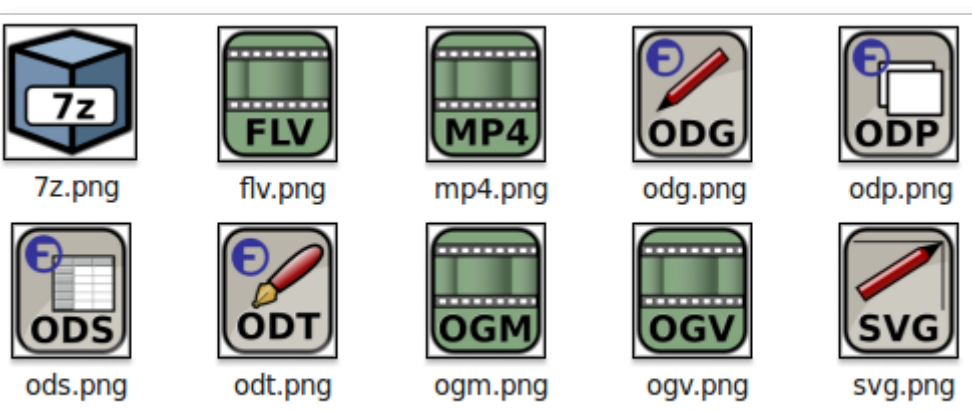 7z FLV MP4 ODG ODP
7z.png flv.png mp4.png odg.png odp.png
ODS ODT OGM OGV SVG
ods.png odt.png ogm.png ogv.png svg.png